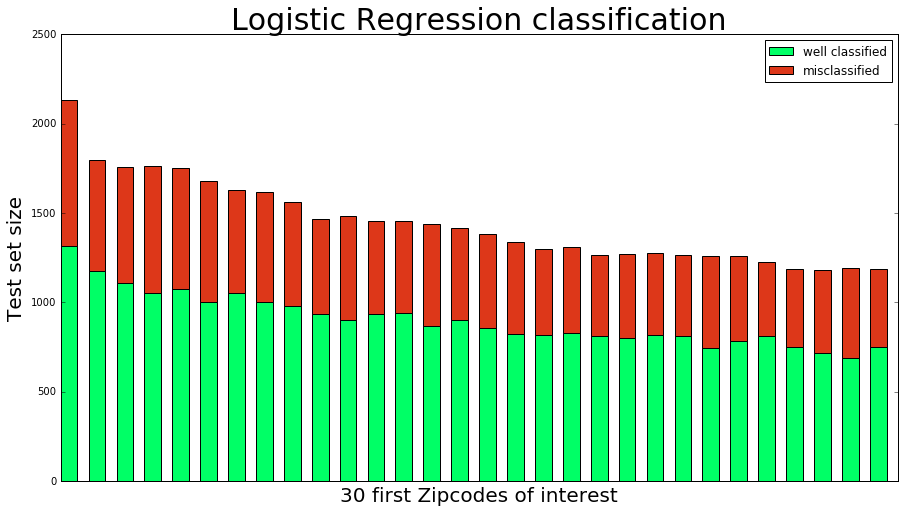 Logistic Regression classification
well classified
misclassified
2500
2000
1500
1000
500
0
Test set size
30 first Zipcodes of interest